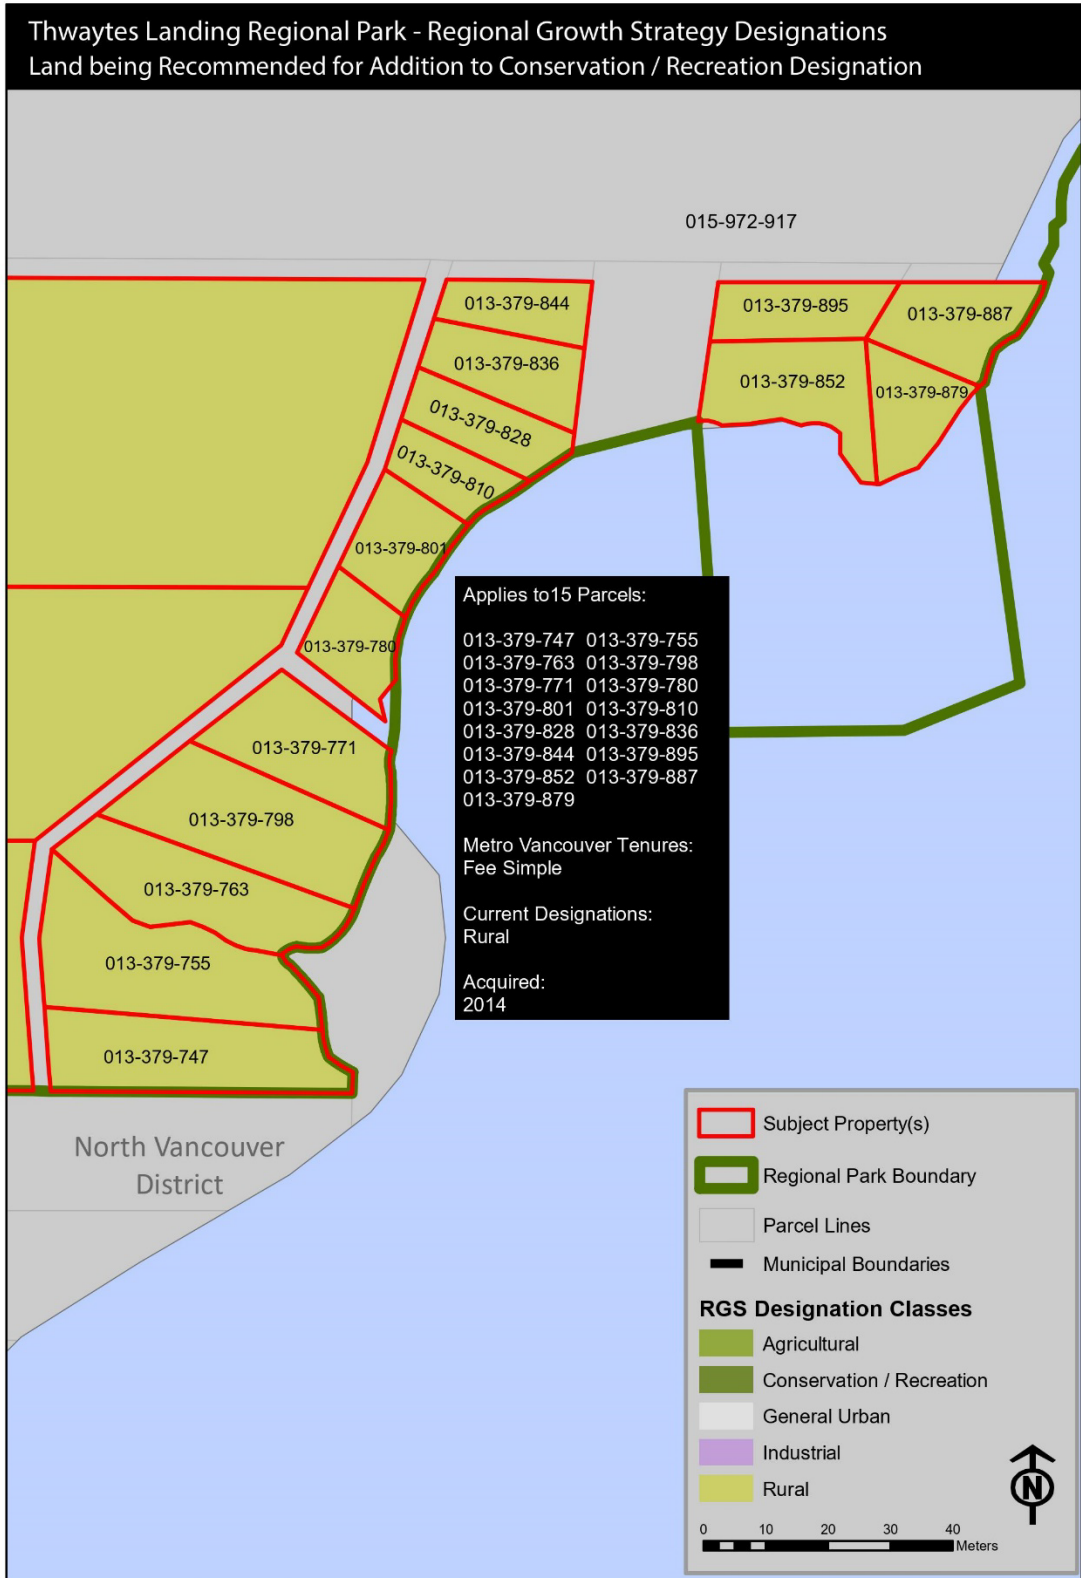 Thwaytes Landing Regional Park - Regional Growth Strategy Designations
Land being Recommended for Addition to Conservation / Recreation Designation
015-972-917
013-379-844
013-379-895
013-379-887
013-379-836
013-379-852
013-379-879
013-379-828
013-379-810
013-379-801
013-379-780
013-379-771
013-379-798
013-379-763
013-379-755
013-379-747
North Vancouver
District
Applies to15 Parcels:
013-379-747 013-379-755
013-379-763 013-379-798
013-379-771 013-379-780
013-379-801 013-379-810
013-379-828 013-379-836
013-379-844 013-379-895
013-379-852 013-379-887
013-379-879
Metro Vancouver Tenures:
Fee Simple
Current Designations:
Rural
Acquired:
2014
Subject Property(s)
Regional Park Boundary
Parcel Lines
Municipal Boundaries
RGS Designation Classes
Agricultural
Conservation / Recreation
General Urban
Industrial
Rural
N
0 10 20 30 40
Meters